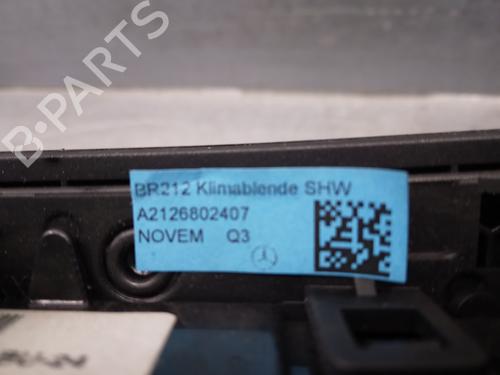 B-PARTS
BR212 Klimablende SHW
A2126802407
NOVEM Q3